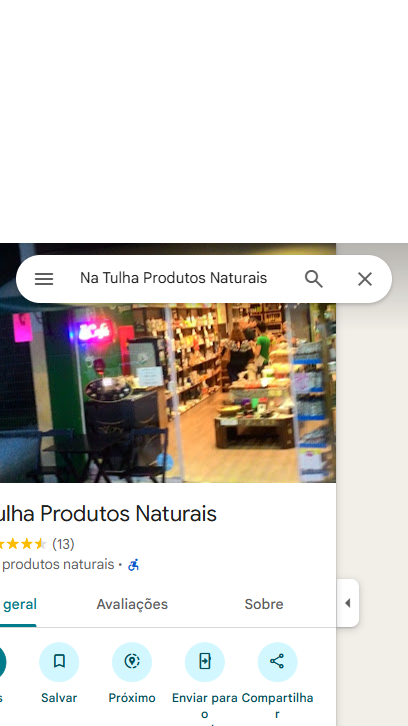 Na Tulha Produtos Naturais
ulha Produtos Naturais
(13)
produtos naturais ·
geral
Avaliações
Sobre
s
Salvar
Próximo
Enviar para o
Compartilhar